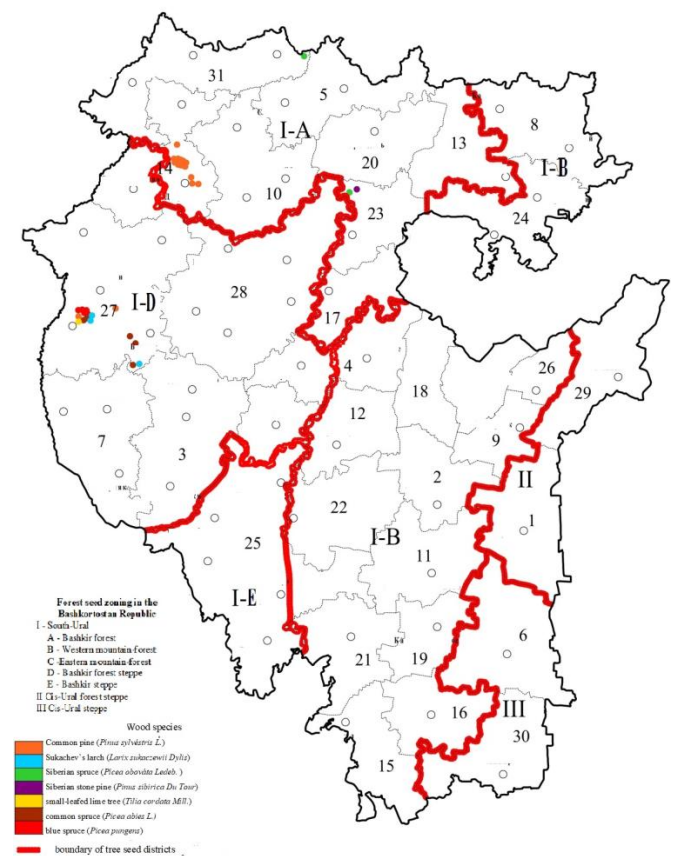 31
5
I-A
8
13
20
I-B
14
10
23
24
27
I-D
28
17
4
18
26
29
12
7
3
9
2
II
22
1
I-B
25
11
I-E
6
21
19
16
III
30
15
Forest seed zoning in the
Bashkortostan Republic
I - South-Ural
A - Bashkir forest
B - Western mountain-forest
C - Eastern mountain-forest
D - Bashkir forest steppe
E - Bashkir steppe
II Cis-Ural forest steppe
III Cis-Ural steppe
Wood species
Common pine (Pinus sylvéstris L.)
Sukachev's larch (Larix sukaczewii Dylis)
Siberian spruce (Picea obováta Ledeb. )
Siberian stone pine (Pinus sibirica Du Tour)
small-leafed lime tree (Tilia cordata Mill.)
common spruce (Picea abies L.)
blue spruce (Picea pungens)
boundary of tree seed districts